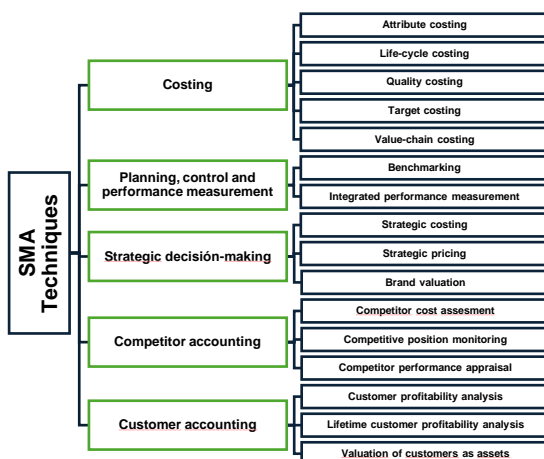 SMA
Techniques
Costing
Attribute costing
Life-cycle costing
Quality costing
Target costing
Value-chain costing
Planning, control and
performance measurement
Benchmarking
Integrated performance measurement
Strategic decisión-making
Strategic costing
Strategic pricing
Brand valuation
Competitor accounting
Competitor cost assesment
Competitive position monitoring
Competitor performance appraisal
Customer accounting
Customer profitability analysis
Lifetime customer profitability analysis
Valuation of customers as assets